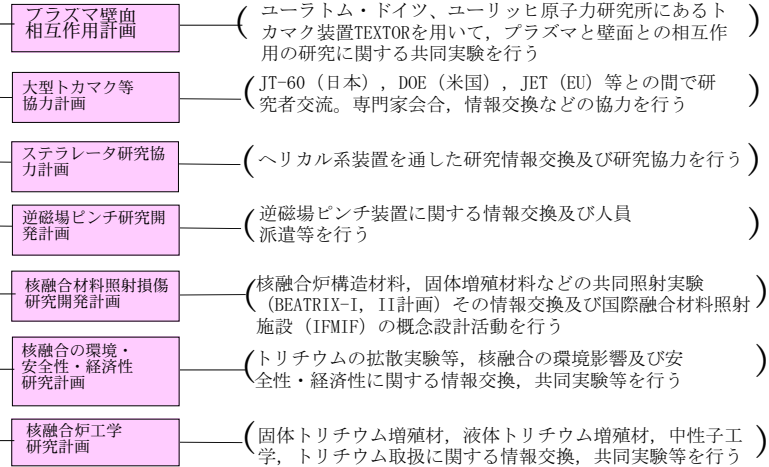 プラズマ壁面
相互作用計画
ユーラトム・ドイツ、ユーリッヒ原子力研究所にあるト
カマク装置TEXTORを用いて，プラズマと壁面との相互作
用の研究に関する共同実験を行う
大型トカマク等
協力計画
JT-60（日本）, DOE（米国）, JET（EU）等との間で研
究者交流。専門家会合，情報交換などの協力を行う
ステラレータ研究協
力計画
ヘリカル系装置を通した研究情報交換及び研究協力を行う
逆磁場ピンチ研究開
発計画
逆磁場ピンチ装置に関する情報交換及び人員
派遣等を行う
核融合材料照射損傷
研究開発計画
核融合炉構造材料，固体増殖材料などの共同照射実験
（BEATRIX-I, II計画）その情報交換及び国際融合材料照射
施設（IFMIF）の概念設計活動を行う
核融合の環境・
安全性・経済性
研究計画
トリチウムの拡散実験等，核融合の環境影響及び安
全性・経済性に関する情報交換，共同実験等を行う
核融合炉工学
研究計画
固体トリチウム増殖材，液体トリチウム増殖材，中性子工
学，トリチウム取扱に関する情報交換，共同実験等を行う